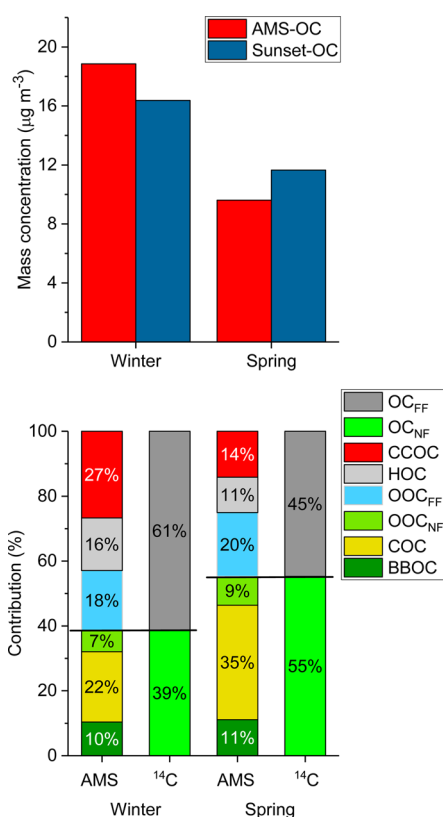 AMS-OC
Sunset-OC
Mass concentration (µg m-3)
20
16
12
8
4
0
Winter Spring
OC_FF
OC_NF
CCOC
HOC
OOC_FF
OOC_NF
COC
BBOC
Contribution (%)
100
80
60
40
20
0
27%
16%
18%
7%
22%
10%
61%
39%
14%
11%
20%
9%
35%
11%
45%
55%
AMS ¹⁴C AMS ¹⁴C
Winter Spring